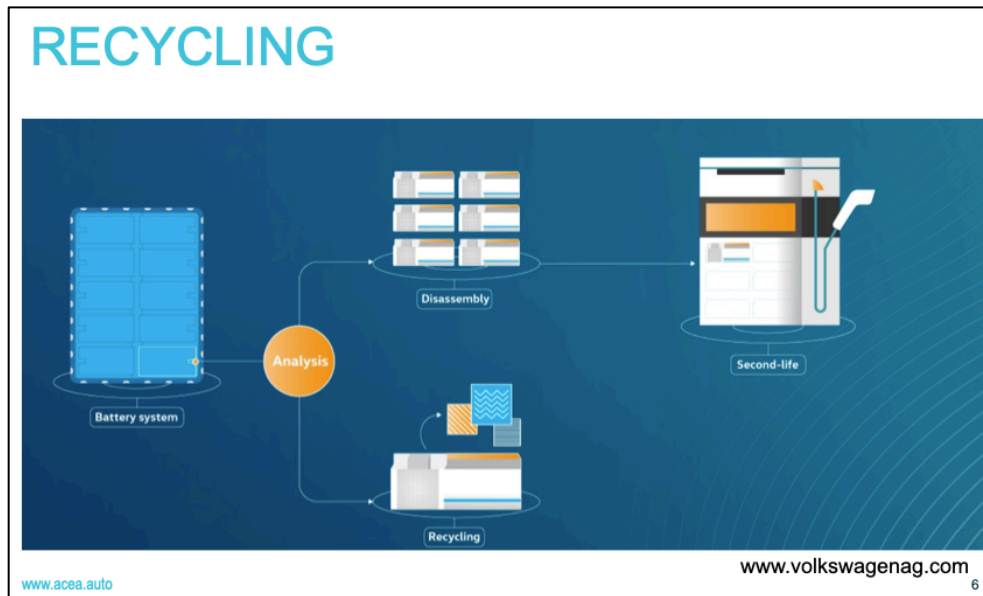 RECYCLING
Disassembly
Analysis
Second-life
Battery system
Recycling
www.volkswagenag.com
www.acea.auto
6